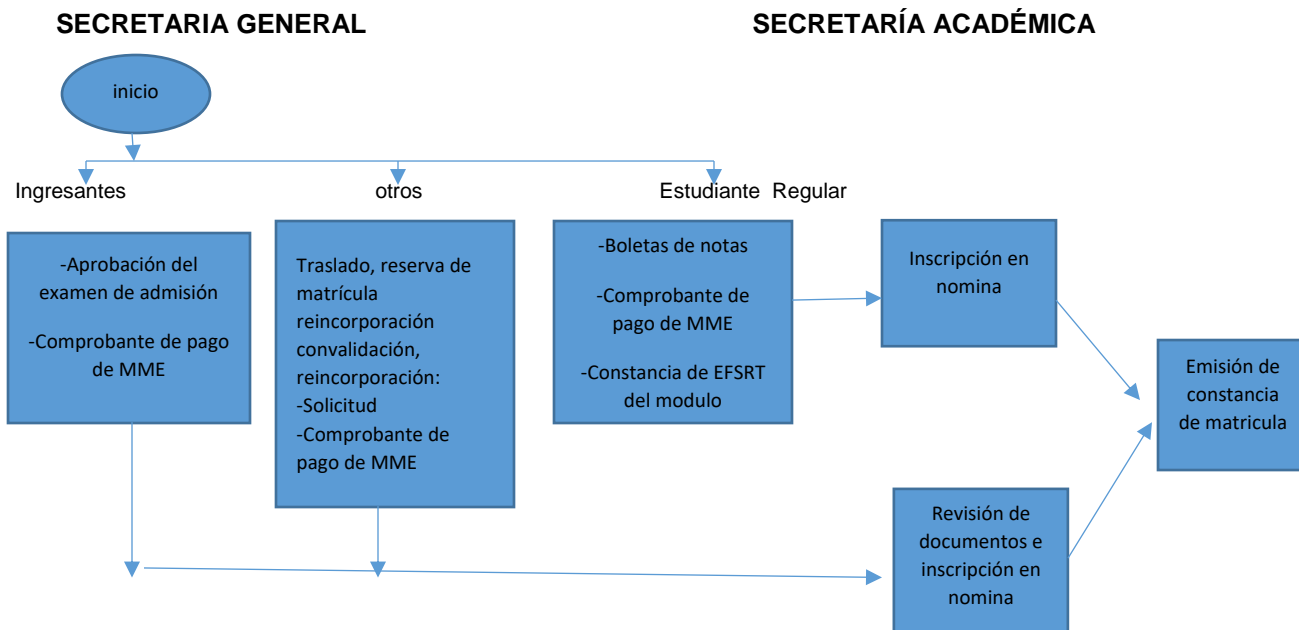 SECRETARIA GENERAL
SECRETARÍA ACADÉMICA
inicio
Ingresantes
otros
Estudiante Regular
-Aprobación del
examen de admisión
-Comprobante de pago
de MME
Traslado, reserva de
matrícula
reincorporación
convalidación,
reincorporación:
-Solicitud
-Comprobante de
pago de MME
-Boletas de notas
-Comprobante de
pago de MME
-Constancia de EFSRT
del modulo
Inscripción en
nomina
Emisión de
constancia
de matricula
Revisión de
documentos e
inscripción en
nomina